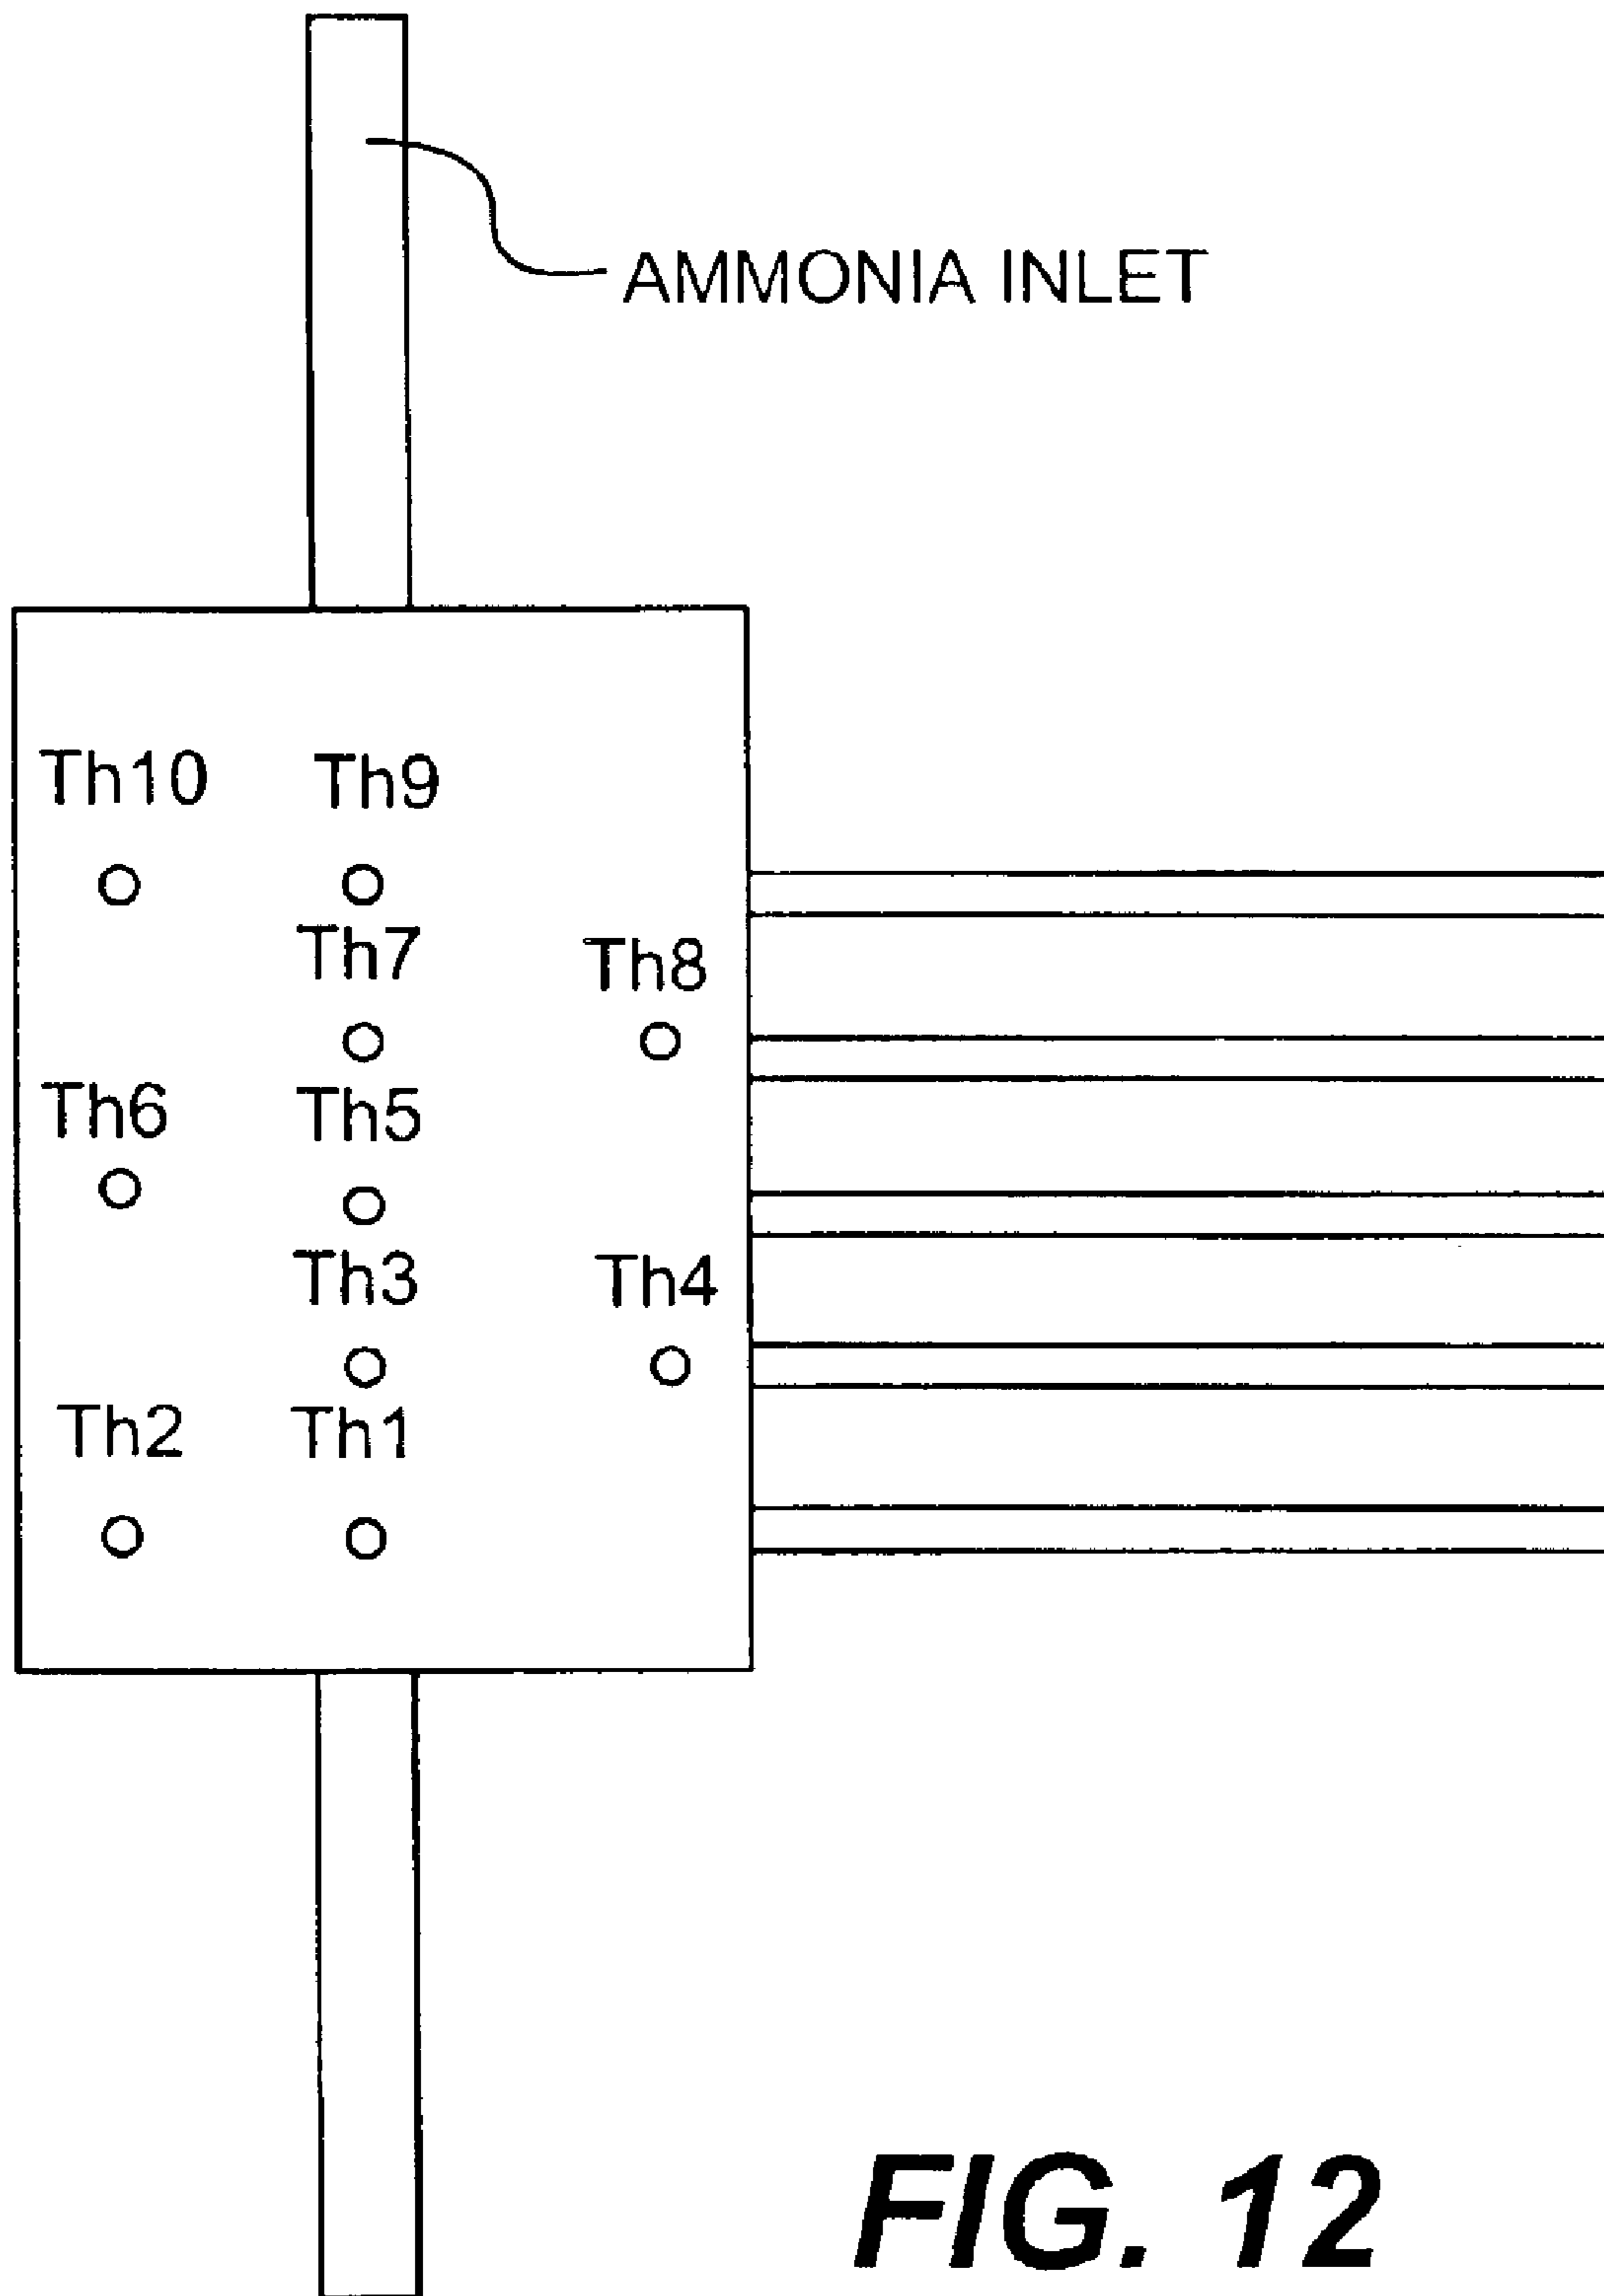 AMMONIA INLET
Th10 Th9
Th7 Th8
Th6 Th5
Th3 Th4
Th2 Th1
FIG. 12